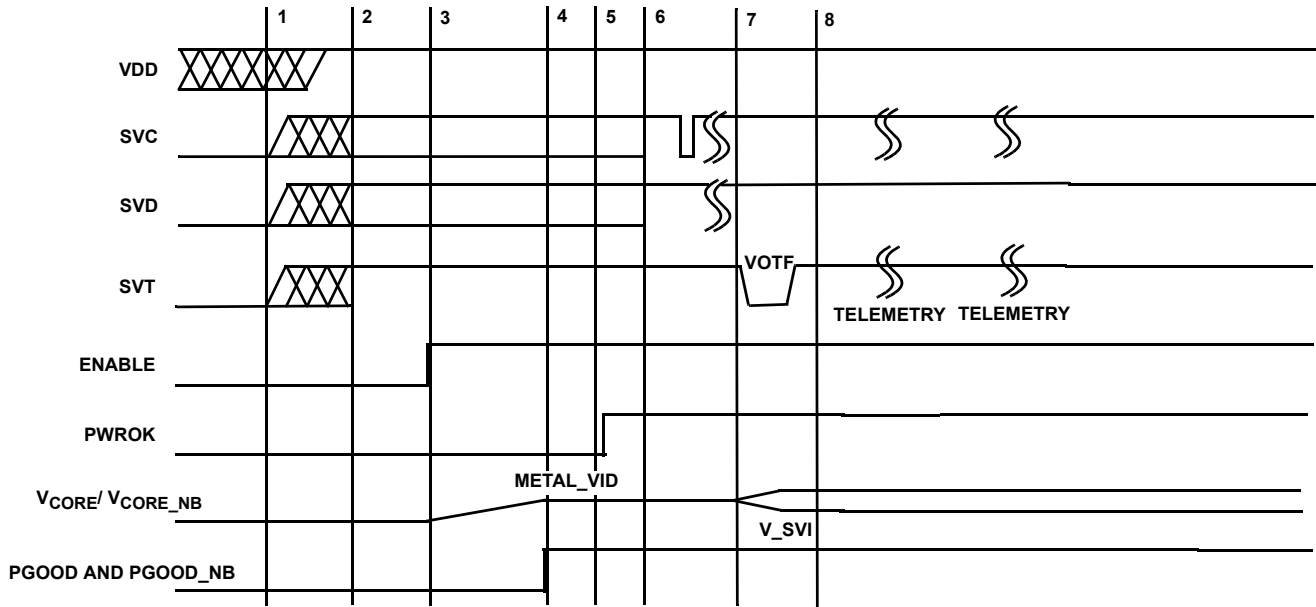 1 2 3 4 5 6 7 8
VDD
SVC
SVD
VOTF
SVT
TELEMETRY TELEMETRY
ENABLE
PWROK
METAL_VID
VCORE/ VCORE_NB
V_SVI
PGOOD AND PGOOD_NB